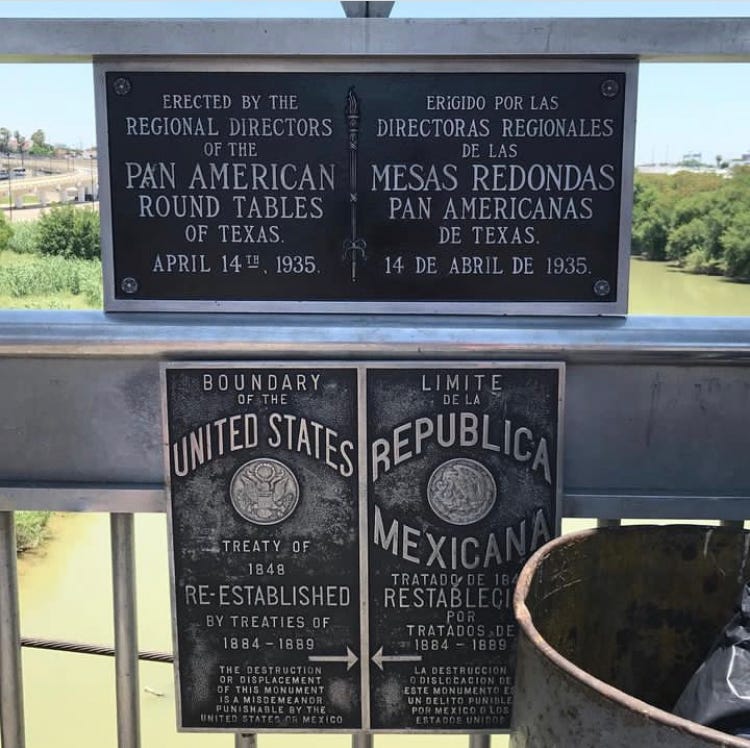 ERECTED BY THE
REGIONAL DIRECTORS
OF THE
PAN AMERICAN
ROUND TABLES
OF TEXAS.
APRIL 14TH, 1935.
ERIGIDO POR LAS
DIRECTORAS REGIONALES
DE LAS
MESAS REDONDAS
PAN AMERICANAS
DE TEXAS.
14 DE ABRIL DE 1935.
BOUNDARY
OF THE
UNITED STATES
TREATY OF
1848
RE-ESTABLISHED
BY TREATIES OF
1884-1889
THE DESTRUCTION
OR DISPLACEMENT
OF THIS MONUMENT
IS A MISDEMEANOR
PUNISHABLE BY THE
UNITED STATES OR MEXICO
LIMITE
DE LA
REPUBLICA
MEXICANA
TRATADO DE
RESTABLECI
POR
TRATADOS DE
1884-1889
LA DESTRUCCION
O DISLOCACION DE
ESTE MONUMENTO ES
UN DELITO PUNIBLE
POR MEXICO O LOS
ESTADOS UNIDOS